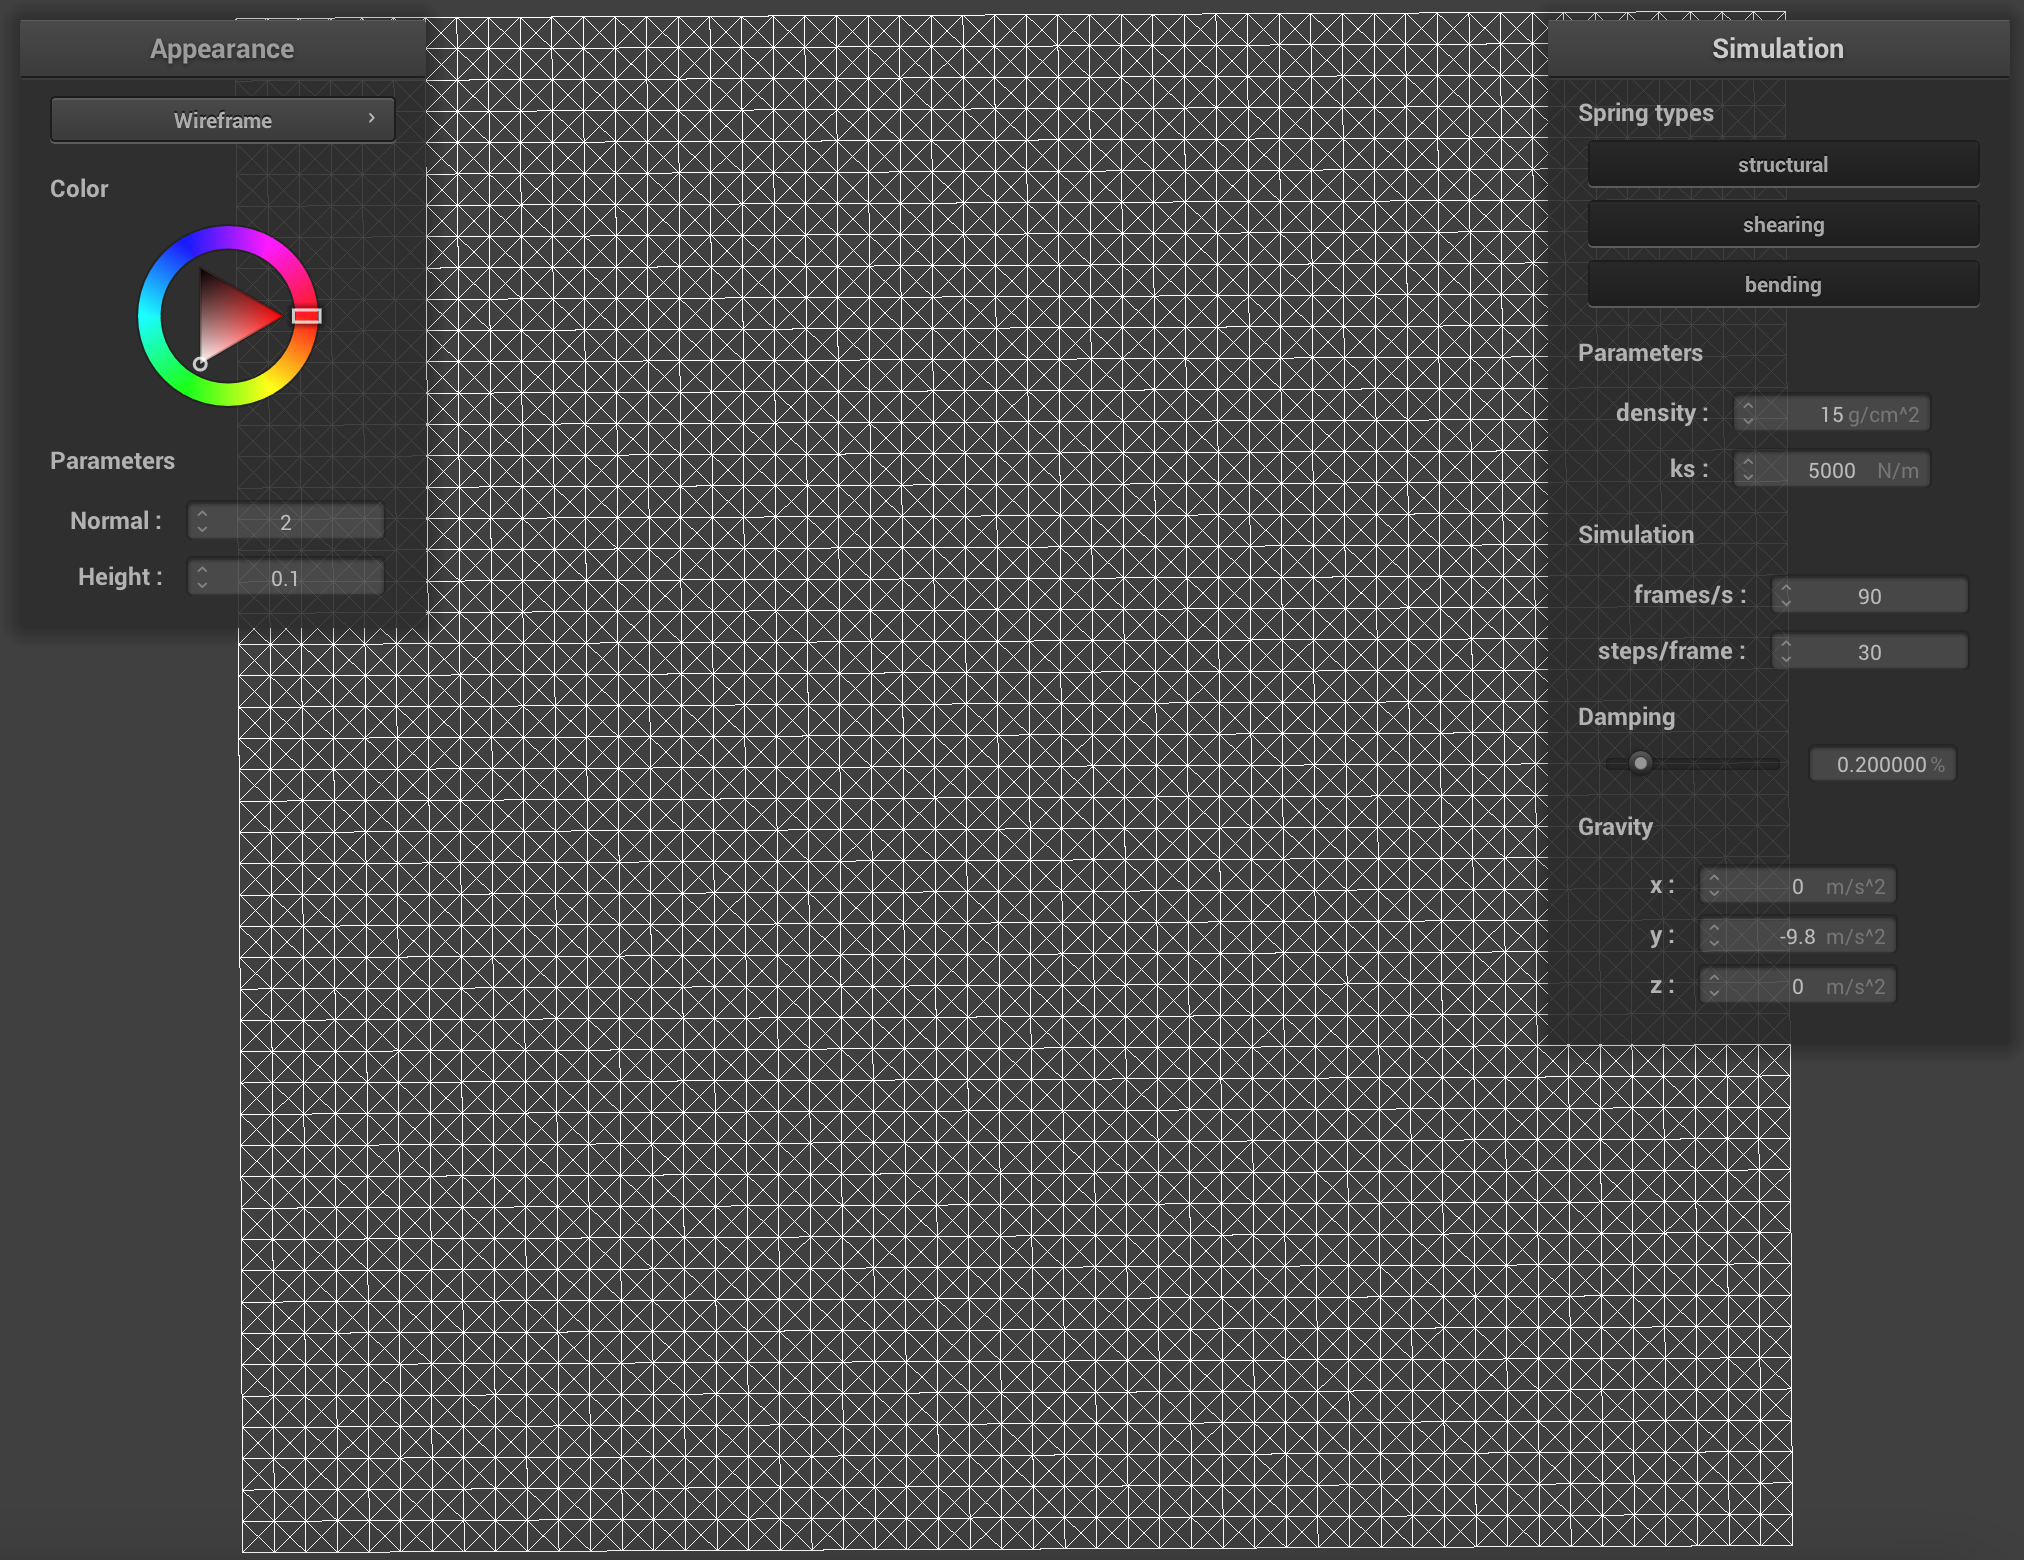 Appearance
Wireframe
Color
Parameters
Normal : 2
Height : 0.1
Simulation
Spring types
structural
shearing
bending
Parameters
density : 15 g/cm^2
ks : 5000 N/m
Simulation
frames/s : 90
steps/frame : 30
Damping
0.200000 %
Gravity
x : 0 m/s^2
y : -9.8 m/s^2
z : 0 m/s^2